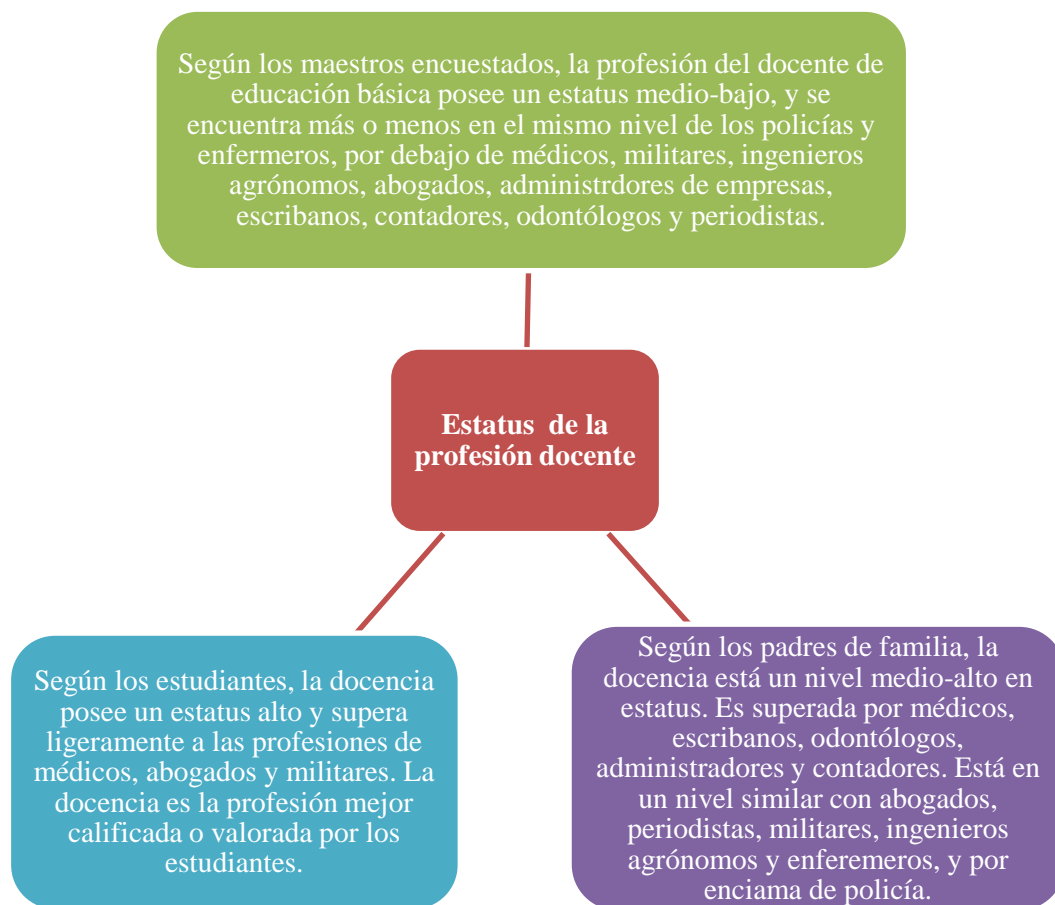 Según los maestros encuestados, la profesión del docente de
educación básica posee un estatus medio-bajo, y se
encuentra más o menos en el mismo nivel de los policías y
enfermeros, por debajo de médicos, militares, ingenieros
agrónomos, abogados, administrdores de empresas,
escribanos, contadores, odontólogos y periodistas.
Estatus de la
profesión docente
Según los estudiantes, la docencia
posee un estatus alto y supera
ligeramente a las profesiones de
médicos, abogados y militares. La
docencia es la profesión mejor
calificada o valorada por los
estudiantes.
Según los padres de familia, la
docencia está un nivel medio-alto en
estatus. Es superada por médicos,
escribanos, odontólogos,
administradores y contadores. Está en
un nivel similar con abogados,
periodistas, militares, ingenieros
agrónomos y enferemeros, y por
enciama de policía.